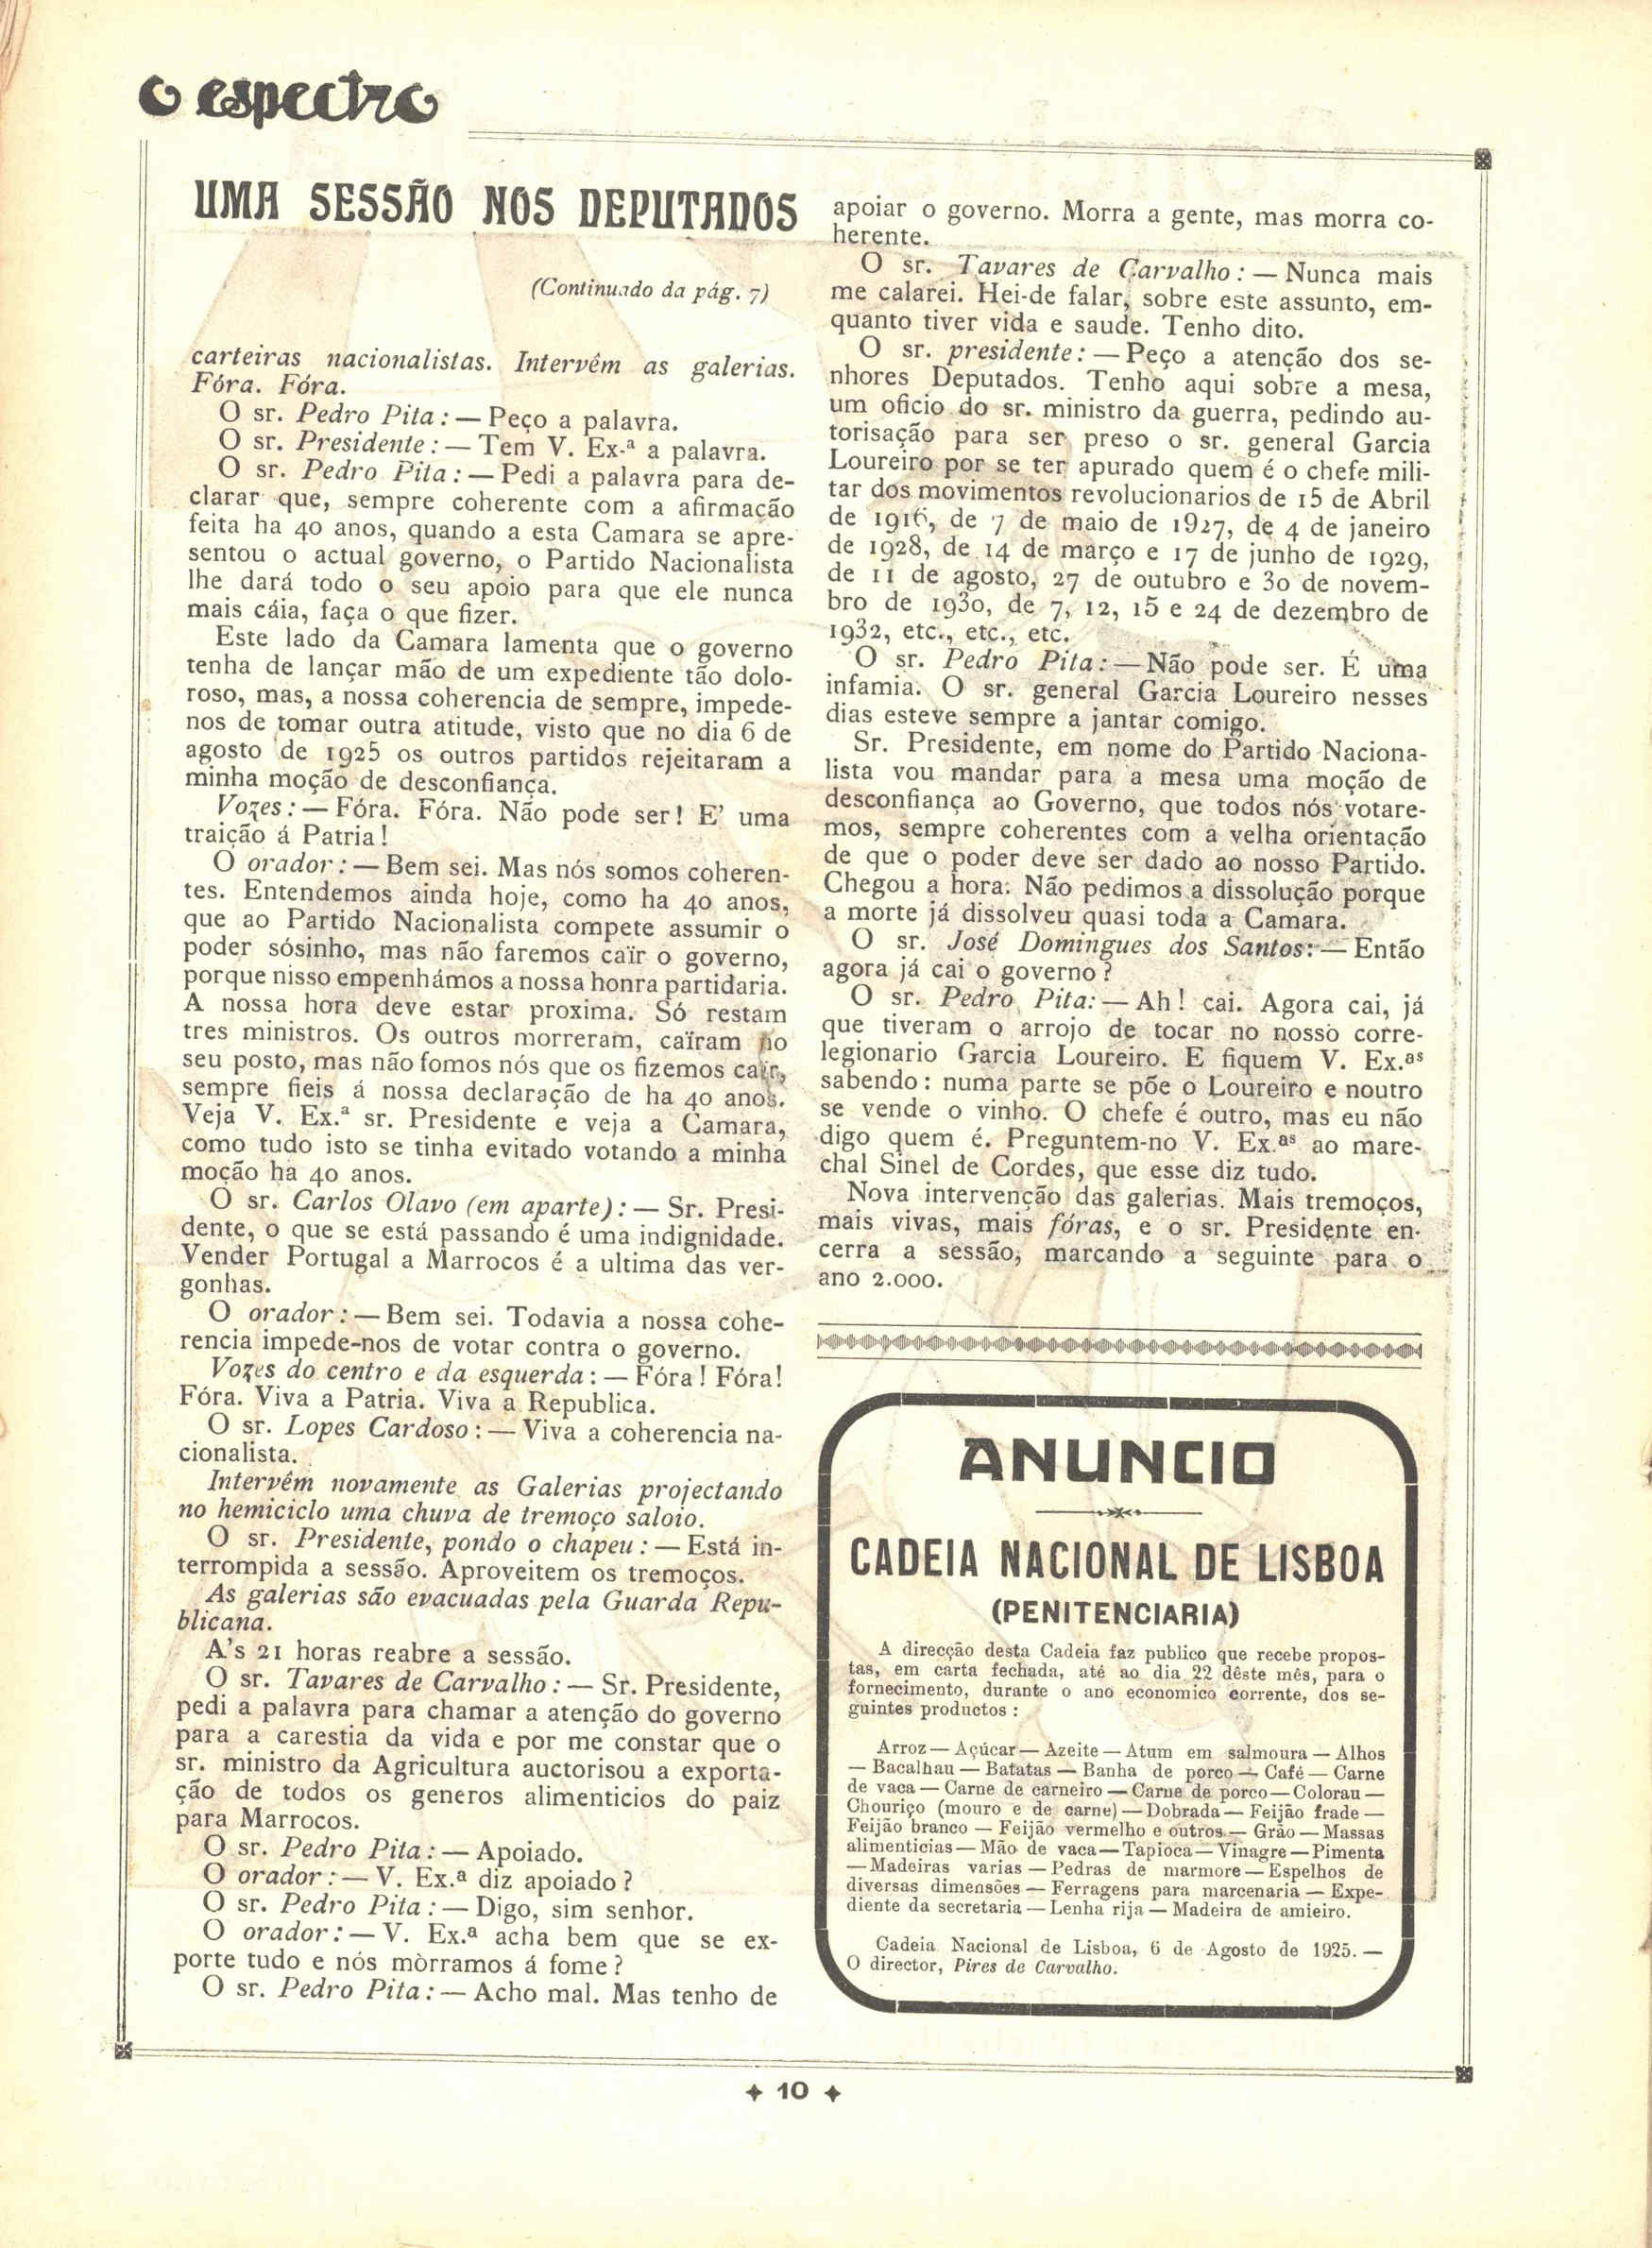 o espectro
UMA SESSÃO NOS DEPUTADOS
(Continuado da pág. 7)
carteiras nacionalistas. Intervêm as galerias.
Fóra. Fóra.
O sr. Pedro Pita: — Peço a palavra.
O sr. Presidente: — Tem V. Ex.ª a palavra.
O sr. Pedro Pita: — Pedi a palavra para de-
clarar que, sempre coherente com a afirmação
feita ha 40 anos, quando a esta Camara se apre-
sentou o actual governo, o Partido Nacionalista
lhe dará todo o seu apoio para que ele nunca
mais cáia, faça o que fizer.
Este lado da Camara lamenta que o governo
tenha de lançar mão de um expediente tão dolo-
roso, mas, a nossa coherencia de sempre, impede-
nos de tomar outra atitude, visto que no dia 6 de
agosto de 1925 os outros partidos rejeitaram a
minha moção de desconfiança.
Vozes: — Fóra. Fóra. Não pode ser! E' uma
traição á Patria!
O orador: — Bem sei. Mas nós somos coheren-
tes. Entendemos ainda hoje, como ha 40 anos,
que ao Partido Nacionalista compete assumir o
poder sósinho, mas não faremos caïr o governo,
porque nisso empenhámos a nossa honra partidaria.
A nossa hora deve estar proxima. Só restam
tres ministros. Os outros morreram, caïram no
seu posto, mas não fomos nós que os fizemos caïr,
sempre fieis á nossa declaração de ha 40 anos.
Veja V. Ex.ª sr. Presidente e veja a Camara,
como tudo isto se tinha evitado votando a minha
moção ha 40 anos.
O sr. Carlos Olavo (em aparte): — Sr. Presi-
dente, o que se está passando é uma indignidade.
Vender Portugal a Marrocos é a ultima das ver-
gonhas.
O orador: — Bem sei. Todavia a nossa cohe-
rencia impede-nos de votar contra o governo.
Vozes do centro e da esquerda: — Fóra! Fóra!
Fóra. Viva a Patria. Viva a Republica.
O sr. Lopes Cardoso: — Viva a coherencia na-
cionalista.
Intervêm novamente as Galerias projectando
no hemiciclo uma chuva de tremoço saloio.
O sr. Presidente, pondo o chapeu: — Está in-
terrompida a sessão. Aproveitem os tremoços.
As galerias são evacuadas pela Guarda Repu-
blicana.
A's 21 horas reabre a sessão.
O sr. Tavares de Carvalho: — Sr. Presidente,
pedi a palavra para chamar a atenção do governo
para a carestia da vida e por me constar que o
sr. ministro da Agricultura auctorisou a exporta-
ção de todos os generos alimenticios do paiz
para Marrocos.
O sr. Pedro Pita: — Apoiado.
O orador: — V. Ex.ª diz apoiado?
O sr. Pedro Pita: — Digo, sim senhor.
O orador: — V. Ex.ª acha bem que se ex-
porte tudo e nós mòrramos á fome?
O sr. Pedro Pita: — Acho mal. Mas tenho de
apoiar o governo. Morra a gente, mas morra co-
herente.
O sr. Tavares de Carvalho: — Nunca mais
me calarei. Hei-de falar, sobre este assunto, em-
quanto tiver vida e saude. Tenho dito.
O sr. presidente: — Peço a atenção dos se-
nhores Deputados. Tenho aqui sobre a mesa,
um oficio do sr. ministro da guerra, pedindo au-
torisação para ser preso o sr. general Garcia
Loureiro por se ter apurado quem é o chefe mili-
tar dos movimentos revolucionarios de 15 de Abril
de 1916, de 7 de maio de 1927, de 4 de janeiro
de 1928, de 14 de março e 17 de junho de 1929,
de 11 de agosto, 27 de outubro e 30 de novem-
bro de 1930, de 7, 12, 15 e 24 de dezembro de
1932, etc., etc., etc.
O sr. Pedro Pita: — Não pode ser. É uma
infamia. O sr. general Garcia Loureiro nesses
dias esteve sempre a jantar comigo.
Sr. Presidente, em nome do Partido Naciona-
lista vou mandar para a mesa uma moção de
desconfiança ao Governo, que todos nós votare-
mos, sempre coherentes com a velha orientação
de que o poder deve ser dado ao nosso Partido.
Chegou a hora. Não pedimos a dissolução porque
a morte já dissolveu quasi toda a Camara.
O sr. José Domingues dos Santos: — Então
agora já cai o governo?
O sr. Pedro Pita: — Ah! cai. Agora cai, já
que tiveram o arrojo de tocar no nosso corre-
legionario Garcia Loureiro. E fiquem V. Ex.as
sabendo: numa parte se põe o Loureiro e noutro
se vende o vinho. O chefe é outro, mas eu não
digo quem é. Preguntem-no V. Ex.as ao mare-
chal Sinel de Cordes, que esse diz tudo.
Nova intervenção das galerias. Mais tremoços,
mais vivas, mais fóras, e o sr. Presidente en-
cerra a sessão, marcando a seguinte para o
ano 2.000.
ANUNCIO
CADEIA NACIONAL DE LISBOA
(PENITENCIARIA)
A direcção desta Cadeia faz publico que recebe propos-
tas, em carta fechada, até ao dia 22 dêste mês, para o
fornecimento, durante o ano economico corrente, dos se-
guintes productos:
Arroz — Açúcar — Azeite — Atum em salmoura — Alhos
— Bacalhau — Batatas — Banha de porco — Café — Carne
de vaca — Carne de carneiro — Carne de porco — Colorau —
Chouriço (mouro e de carne) — Dobrada — Feijão frade —
Feijão branco — Feijão vermelho e outros — Grão — Massas
alimenticias — Mão de vaca — Tapioca — Vinagre — Pimenta
— Madeiras varias — Pedras de marmore — Espelhos de
diversas dimensões — Ferragens para marcenaria — Expe-
diente da secretaria — Lenha rija — Madeira de amieiro.
Cadeia Nacional de Lisboa, 6 de Agosto de 1925. —
O director, Pires de Carvalho.
10